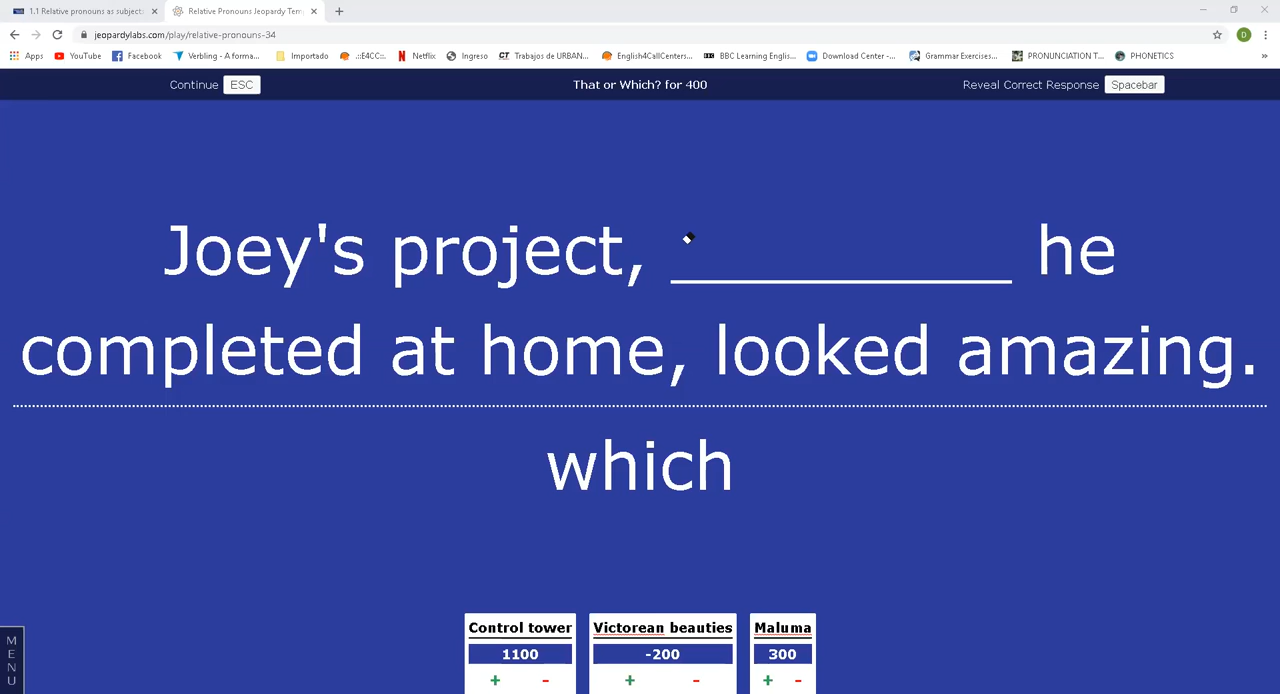 1.1 Relative pronouns as subject
Relative Pronouns Jeopardy Tem
jeopardylabs.com/play/relative-pronouns-34
Apps YouTube Facebook Verbling - A forma... Importado .::E4CC::. Netflix Ingreso Trabajos de URBAN... English4CallCenters... BBC Learning Engli... Download Center -... Grammar Exercises... PRONUNCIATION T... PHONETICS »
Continue ESC That or Which? for 400 Reveal Correct Response Spacebar
Joey's project, ____________ he
completed at home, looked amazing.
which
MENU
Control tower Victorean beauties Maluma
1100 -200 300
+ - + - + -